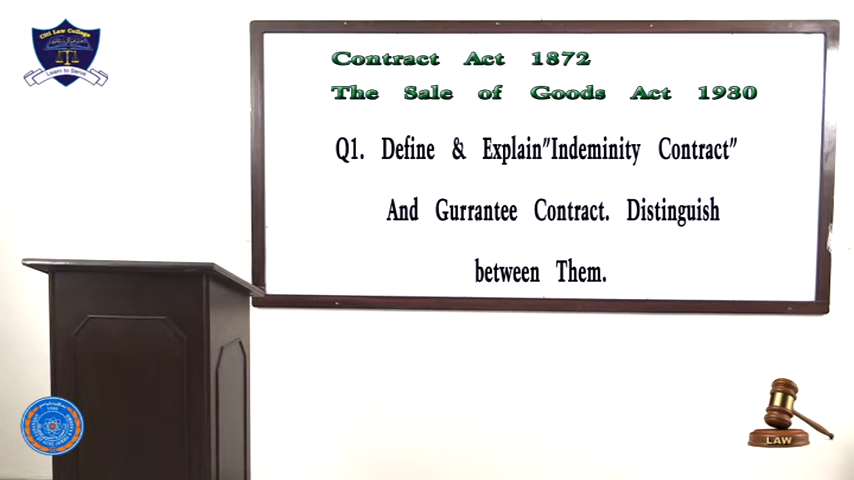 Citi Law College
Learn to Serve
Contract Act 1872
The Sale of Goods Act 1930
Q1. Define & Explain"Indeminity Contract"
And Gurrantee Contract. Distinguish
between Them.
LAW